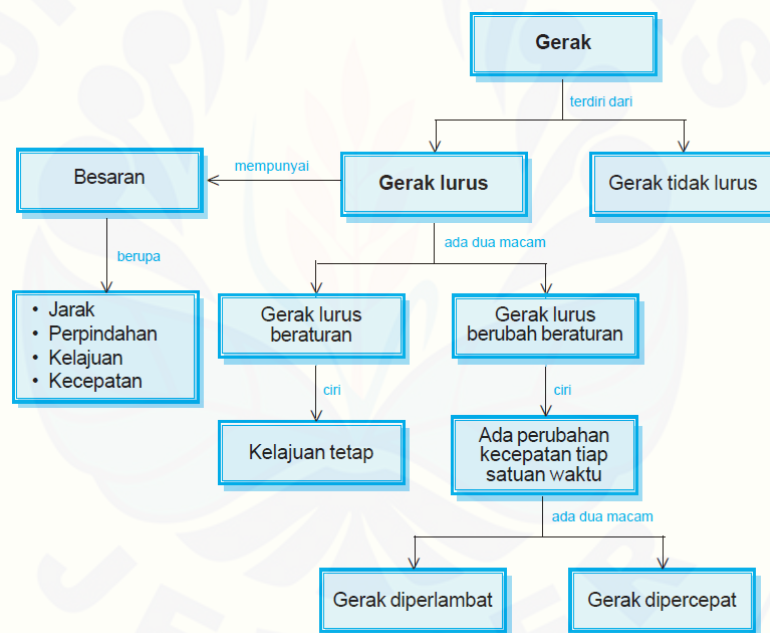 Gerak
terdiri dari
Besaran
mempunyai
Gerak lurus
Gerak tidak lurus
berupa
ada dua macam
• Jarak
• Perpindahan
• Kelajuan
• Kecepatan
Gerak lurus
beraturan
Gerak lurus
berubah beraturan
ciri
ciri
Kelajuan tetap
Ada perubahan
kecepatan tiap
satuan waktu
ada dua macam
Gerak diperlambat
Gerak dipercepat